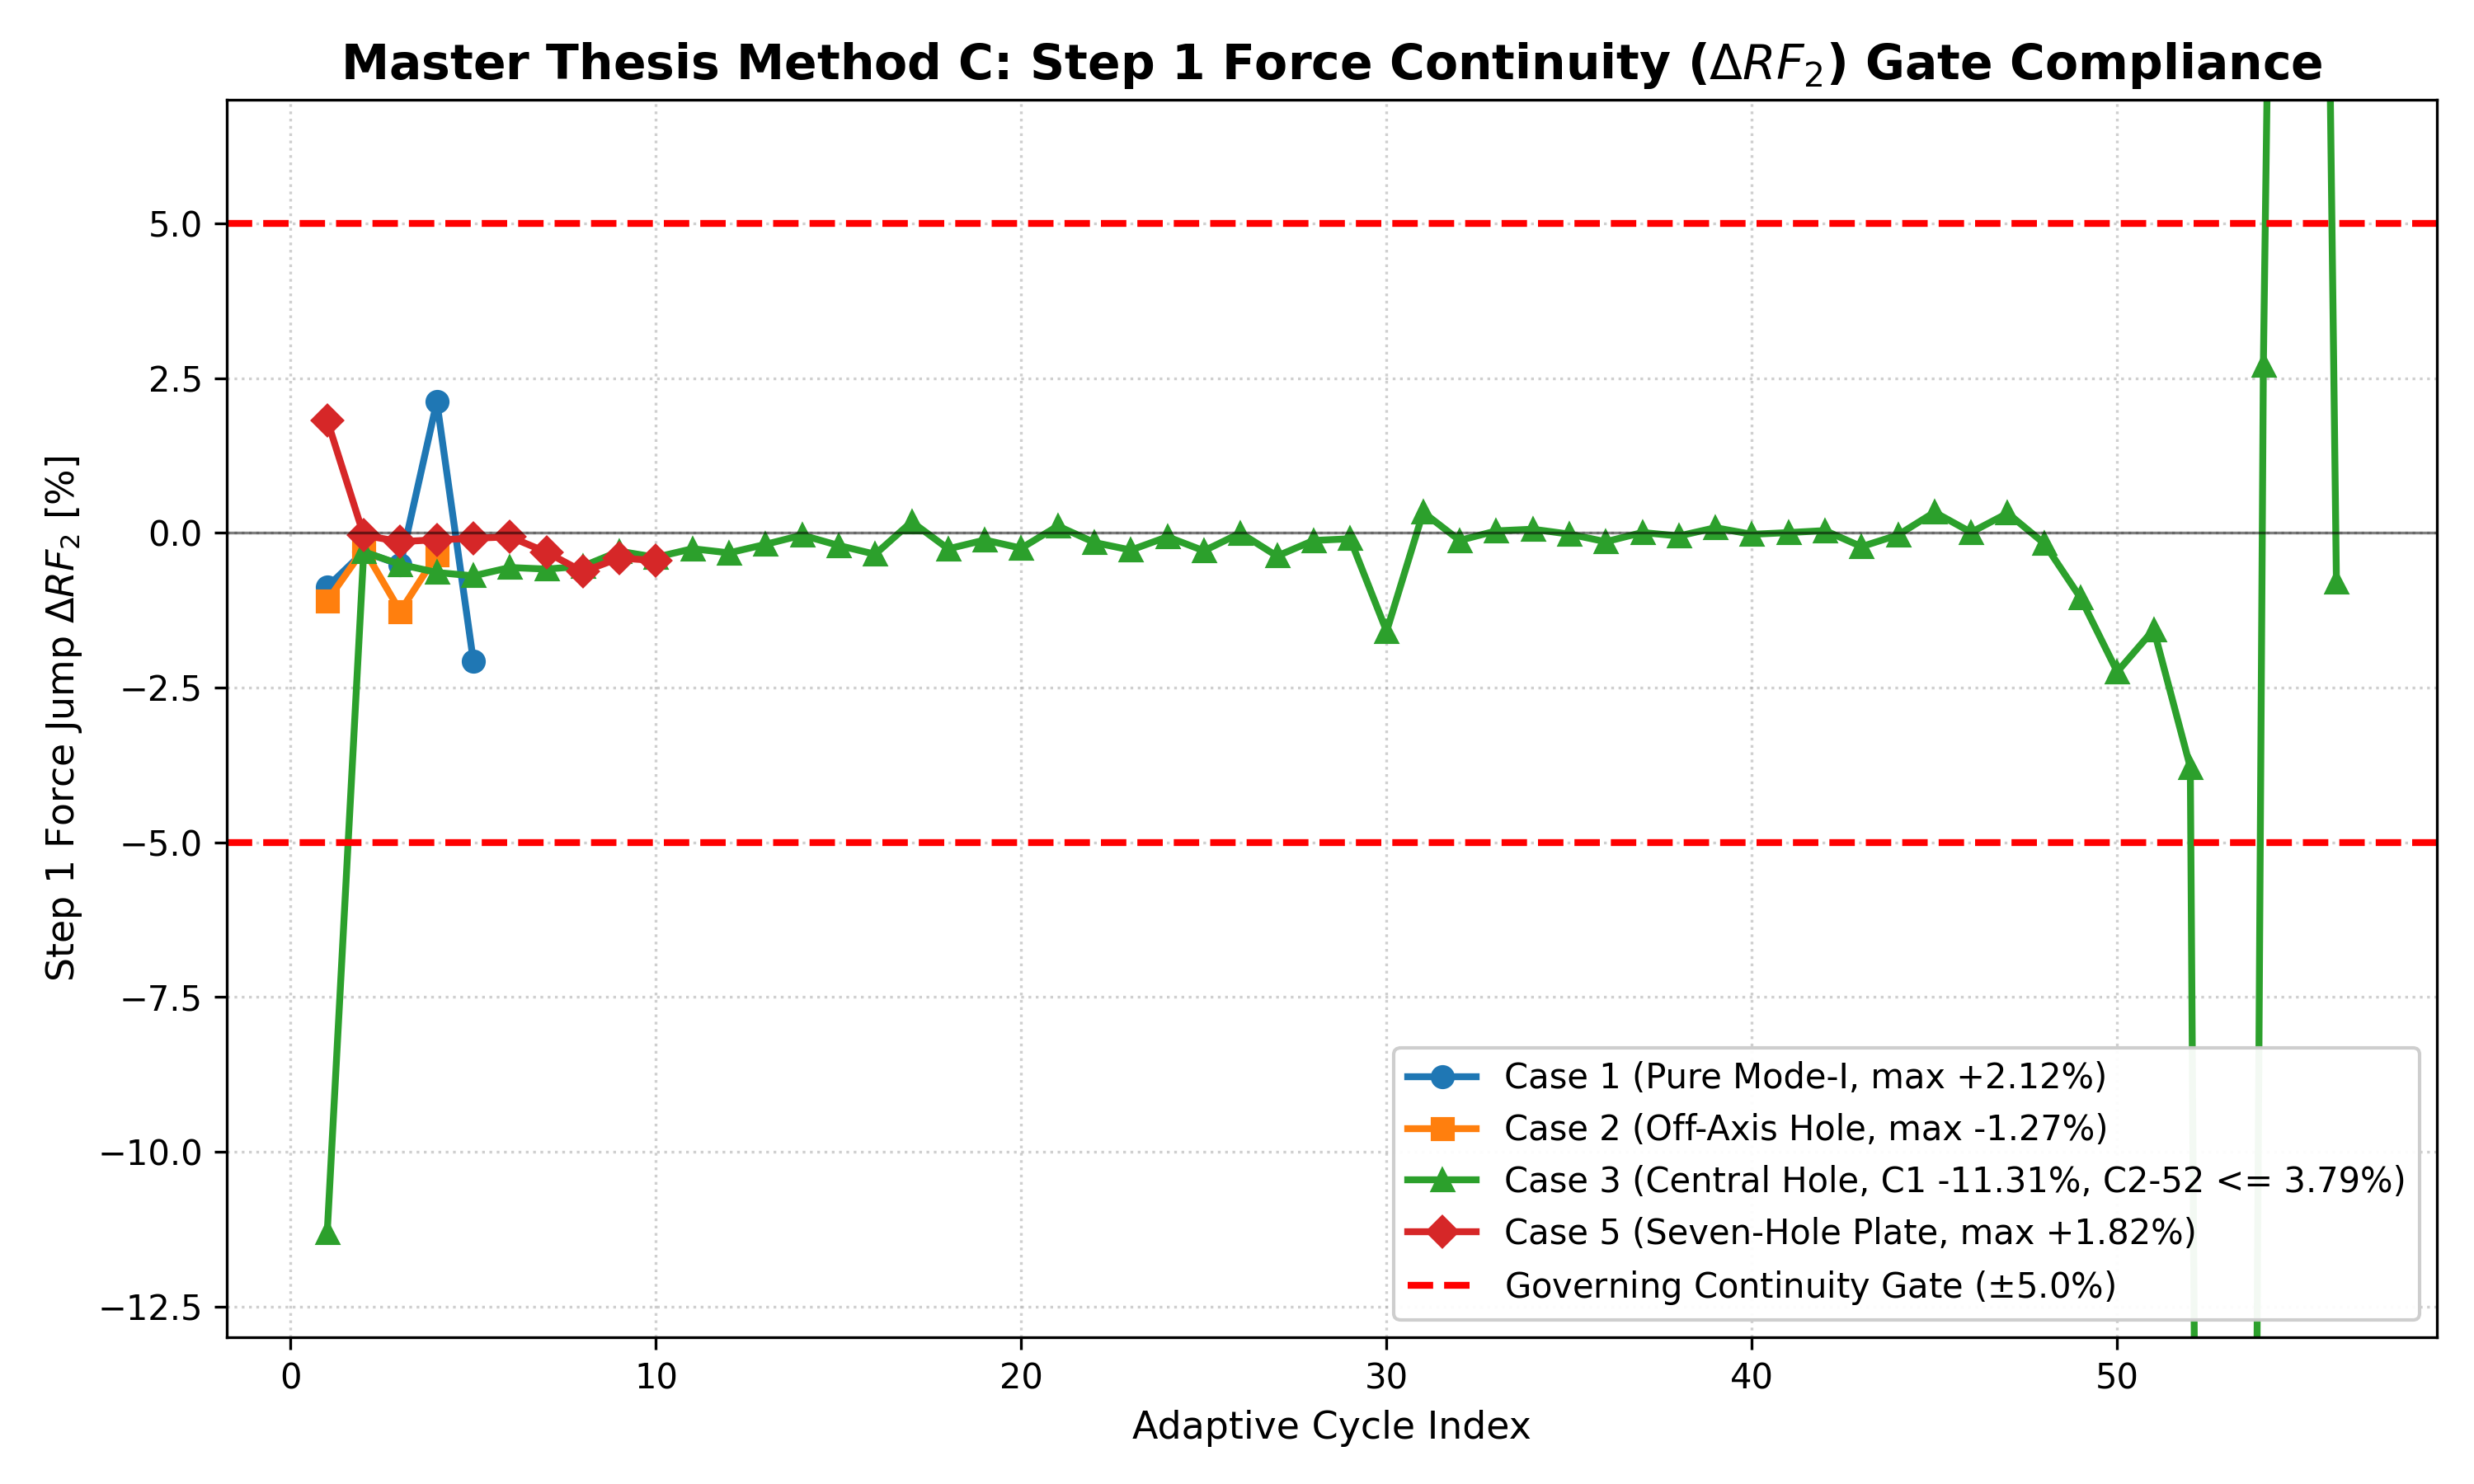 Master Thesis Method C: Step 1 Force Continuity (ΔRF₂) Gate Compliance
Step 1 Force Jump ΔRF₂ [%]
5.0
2.5
0.0
−2.5
−5.0
−7.5
−10.0
−12.5
Case 1 (Pure Mode-I, max +2.12%)
Case 2 (Off-Axis Hole, max -1.27%)
Case 3 (Central Hole, C1 -11.31%, C2-52 <= 3.79%)
Case 5 (Seven-Hole Plate, max +1.82%)
Governing Continuity Gate (±5.0%)
0 10 20 30 40 50
Adaptive Cycle Index